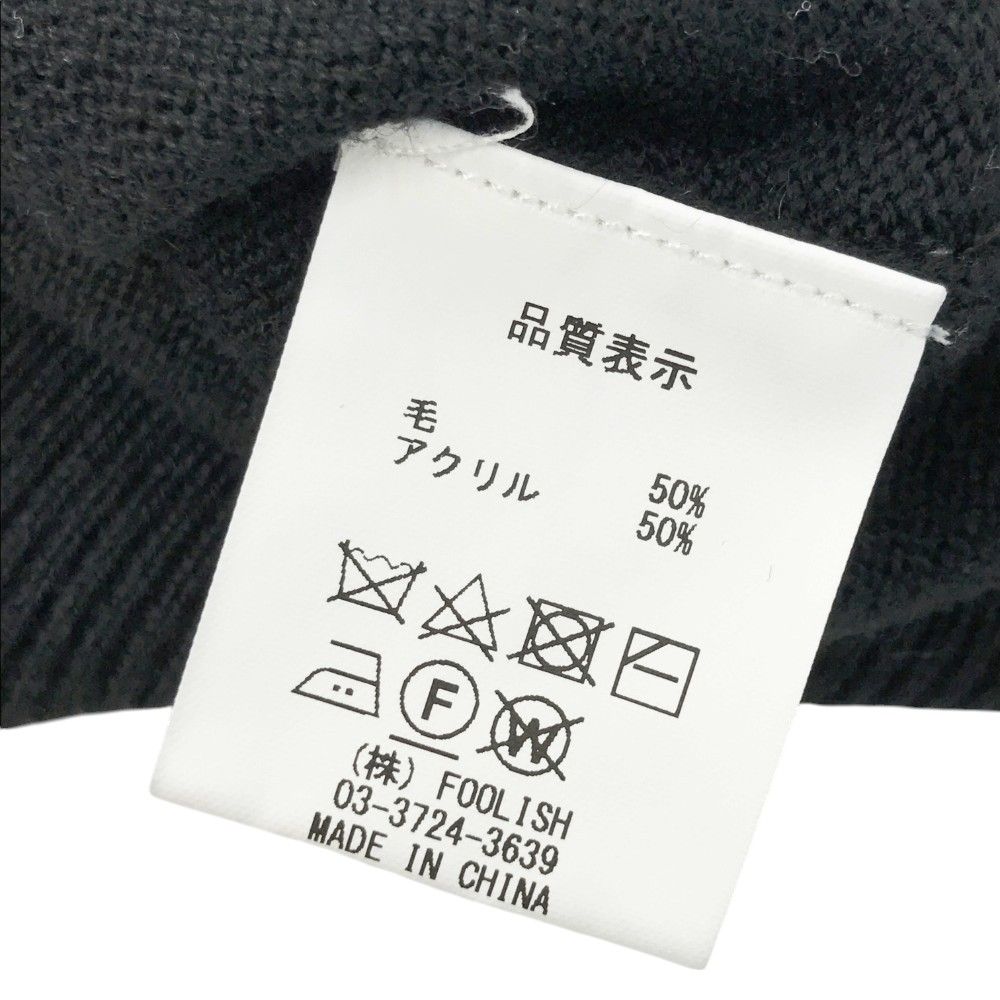 品質表示
毛 50%
アクリル 50%
F W
(株) FOOLISH
03-3724-3639
MADE IN CHINA